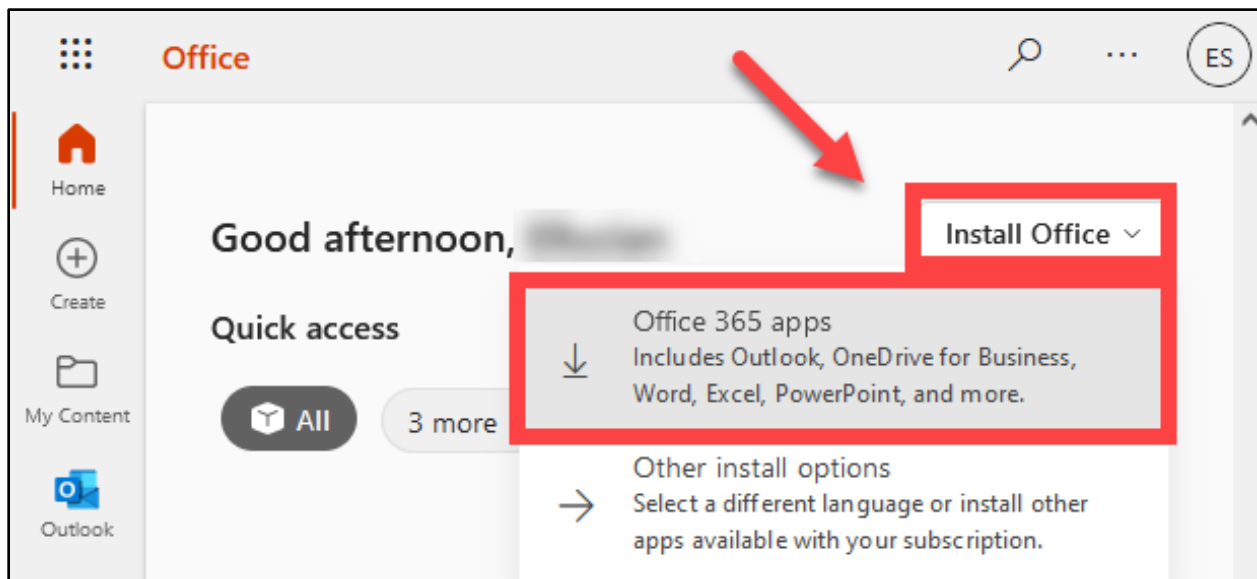 Office
ES
Home
Create
My Content
Outlook
Good afternoon,
Install Office
Quick access
All
3 more
Office 365 apps
Includes Outlook, OneDrive for Business,
Word, Excel, PowerPoint, and more.
Other install options
Select a different language or install other
apps available with your subscription.